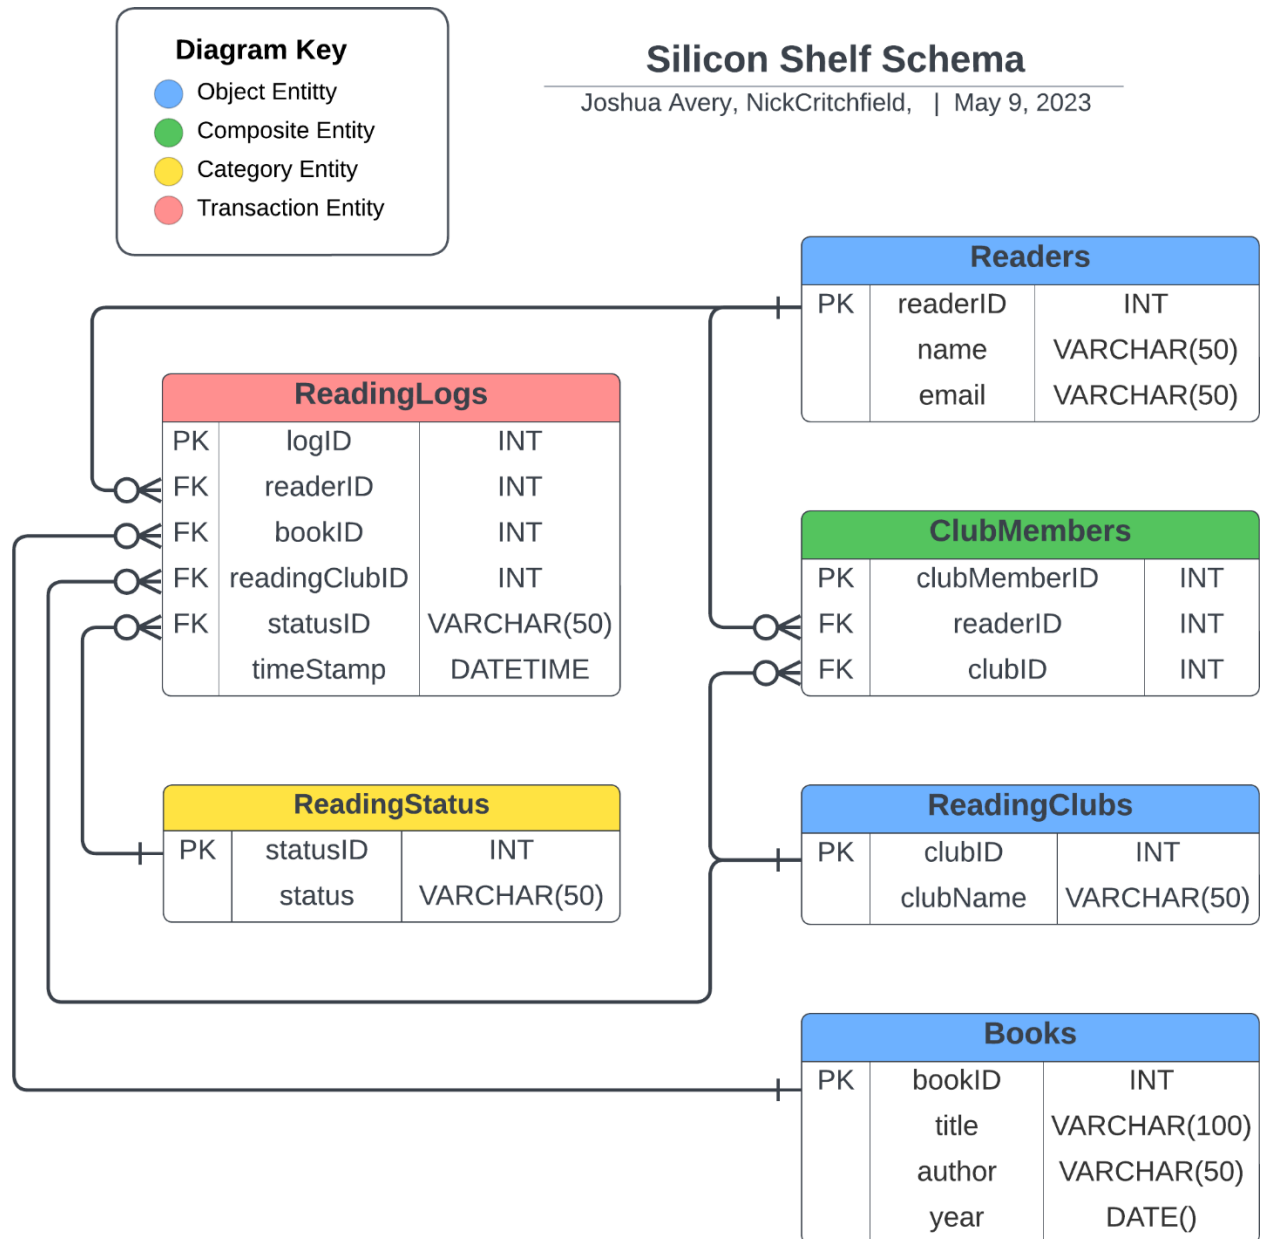 Diagram Key
Object Entitty
Composite Entity
Category Entity
Transaction Entity
Silicon Shelf Schema
Joshua Avery, NickCritchfield, | May 9, 2023
Readers
PK readerID INT
name VARCHAR(50)
email VARCHAR(50)
ReadingLogs
PK logID INT
FK readerID INT
FK bookID INT
FK readingClubID INT
FK statusID VARCHAR(50)
timeStamp DATETIME
ClubMembers
PK clubMemberID INT
FK readerID INT
FK clubID INT
ReadingStatus
PK statusID INT
status VARCHAR(50)
ReadingClubs
PK clubID INT
clubName VARCHAR(50)
Books
PK bookID INT
title VARCHAR(100)
author VARCHAR(50)
year DATE()